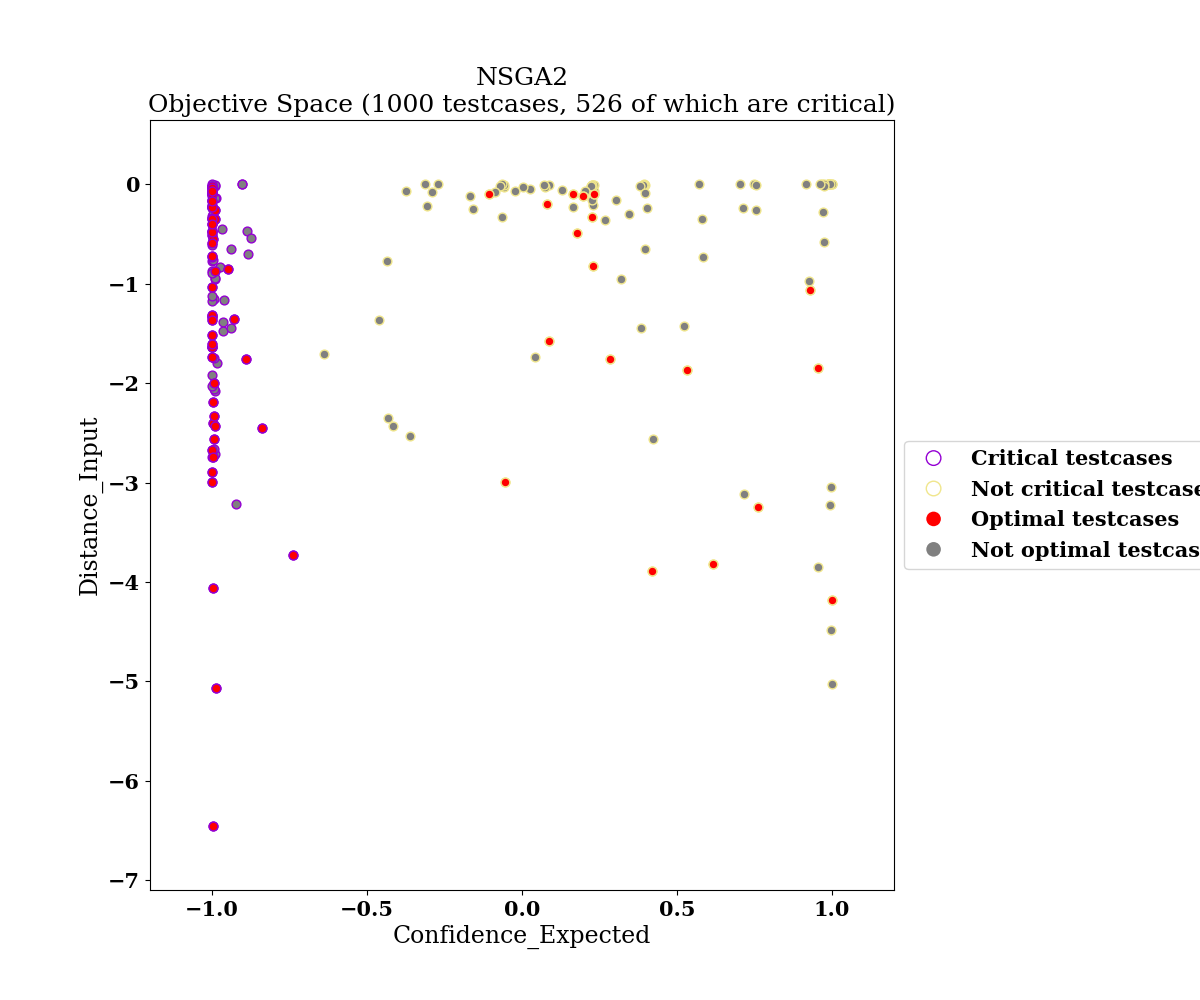 NSGA2
Objective Space (1000 testcases, 526 of which are critical)
0
−1
−2
−3
−4
−5
−6
−7
Distance_Input
−1.0 −0.5 0.0 0.5 1.0
Confidence_Expected
Critical testcases
Not critical testcase
Optimal testcases
Not optimal testcas